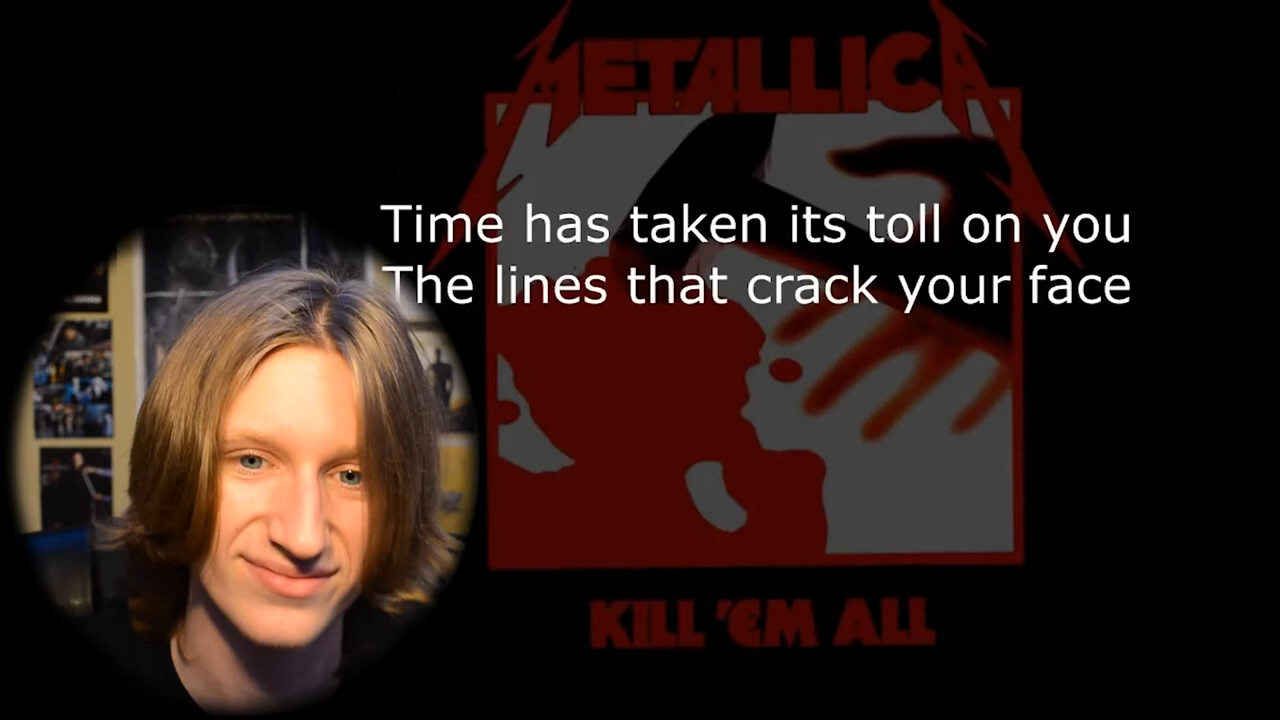 METALLICA
Time has taken its toll on you
The lines that crack your face
KILL 'EM ALL